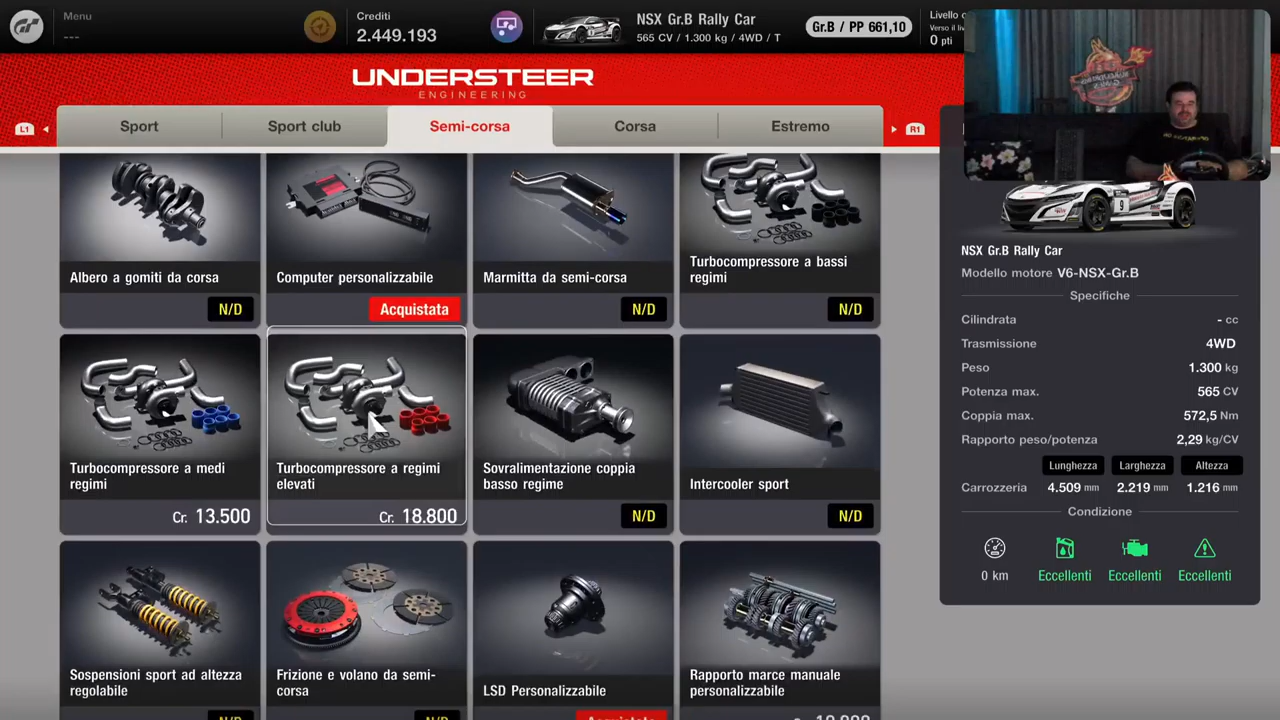 Menu
---
Crediti
2.449.193
NSX Gr.B Rally Car
565 CV / 1.300 kg / 4WD / T
Gr.B / PP 661,10
Livello
Verso il
0 pti
UNDERSTEER
ENGINEERING
L1
Sport
Sport club
Semi-corsa
Corsa
Estremo
R1
Albero a gomiti da corsa
N/D
Computer personalizzabile
Acquistata
Marmitta da semi-corsa
N/D
Turbocompressore a bassi
regimi
N/D
Turbocompressore a medi
regimi
Cr. 13.500
Turbocompressore a regimi
elevati
Cr. 18.800
Sovralimentazione coppia
basso regime
N/D
Intercooler sport
N/D
Sospensioni sport ad altezza
regolabile
N/D
Frizione e volano da semi-
corsa
N/D
LSD Personalizzabile
Acquistata
Rapporto marce manuale
personalizzabile
Cr.
NSX Gr.B Rally Car
Modello motore V6-NSX-Gr.B
Specifiche
Cilindrata - cc
Trasmissione 4WD
Peso 1.300 kg
Potenza max. 565 CV
Coppia max. 572,5 Nm
Rapporto peso/potenza 2,29 kg/CV
Lunghezza Larghezza Altezza
Carrozzeria 4.509 mm 2.219 mm 1.216 mm
Condizione
0 km Eccellenti Eccellenti Eccellenti